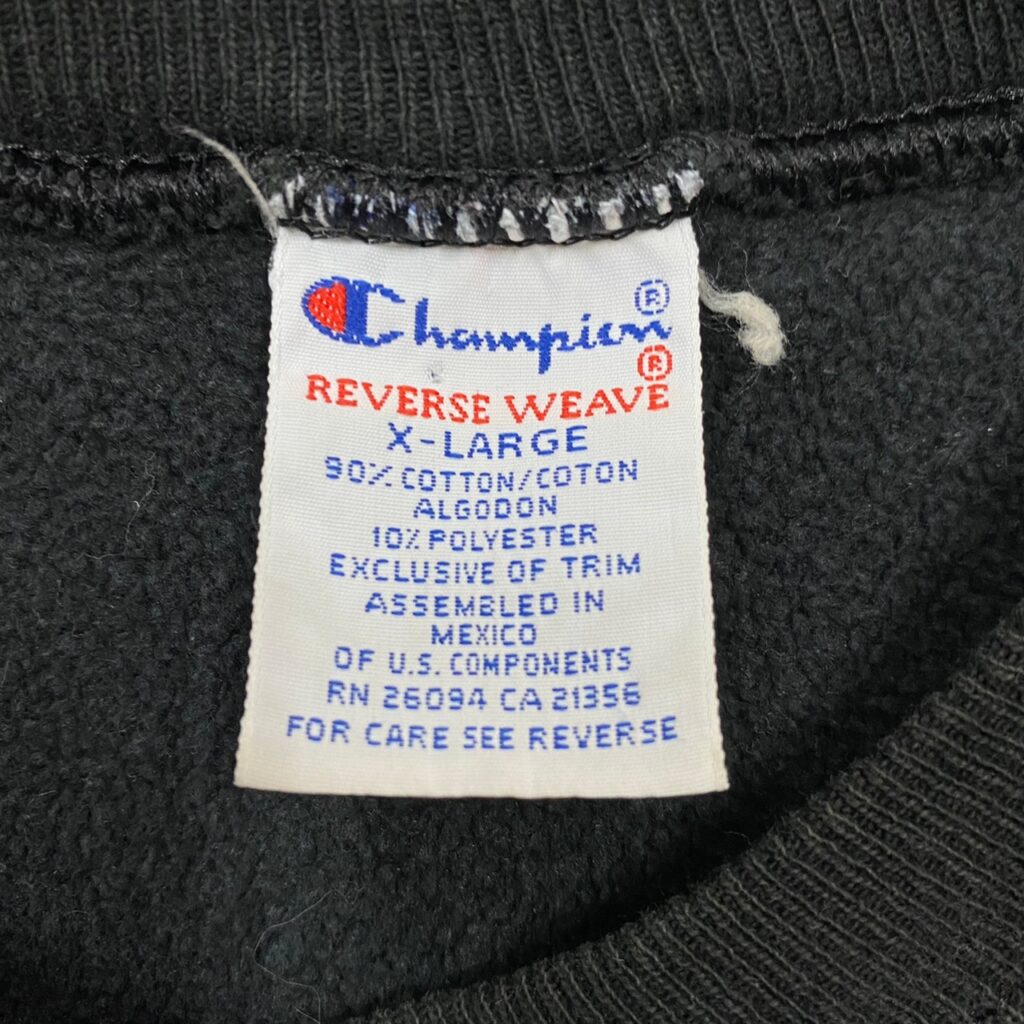 Champion®
REVERSE WEAVE®
X-LARGE
90% COTTON/COTON
ALGODON
10% POLYESTER
EXCLUSIVE OF TRIM
ASSEMBLED IN
MEXICO
OF U.S. COMPONENTS
RN 26094 CA 21356
FOR CARE SEE REVERSE